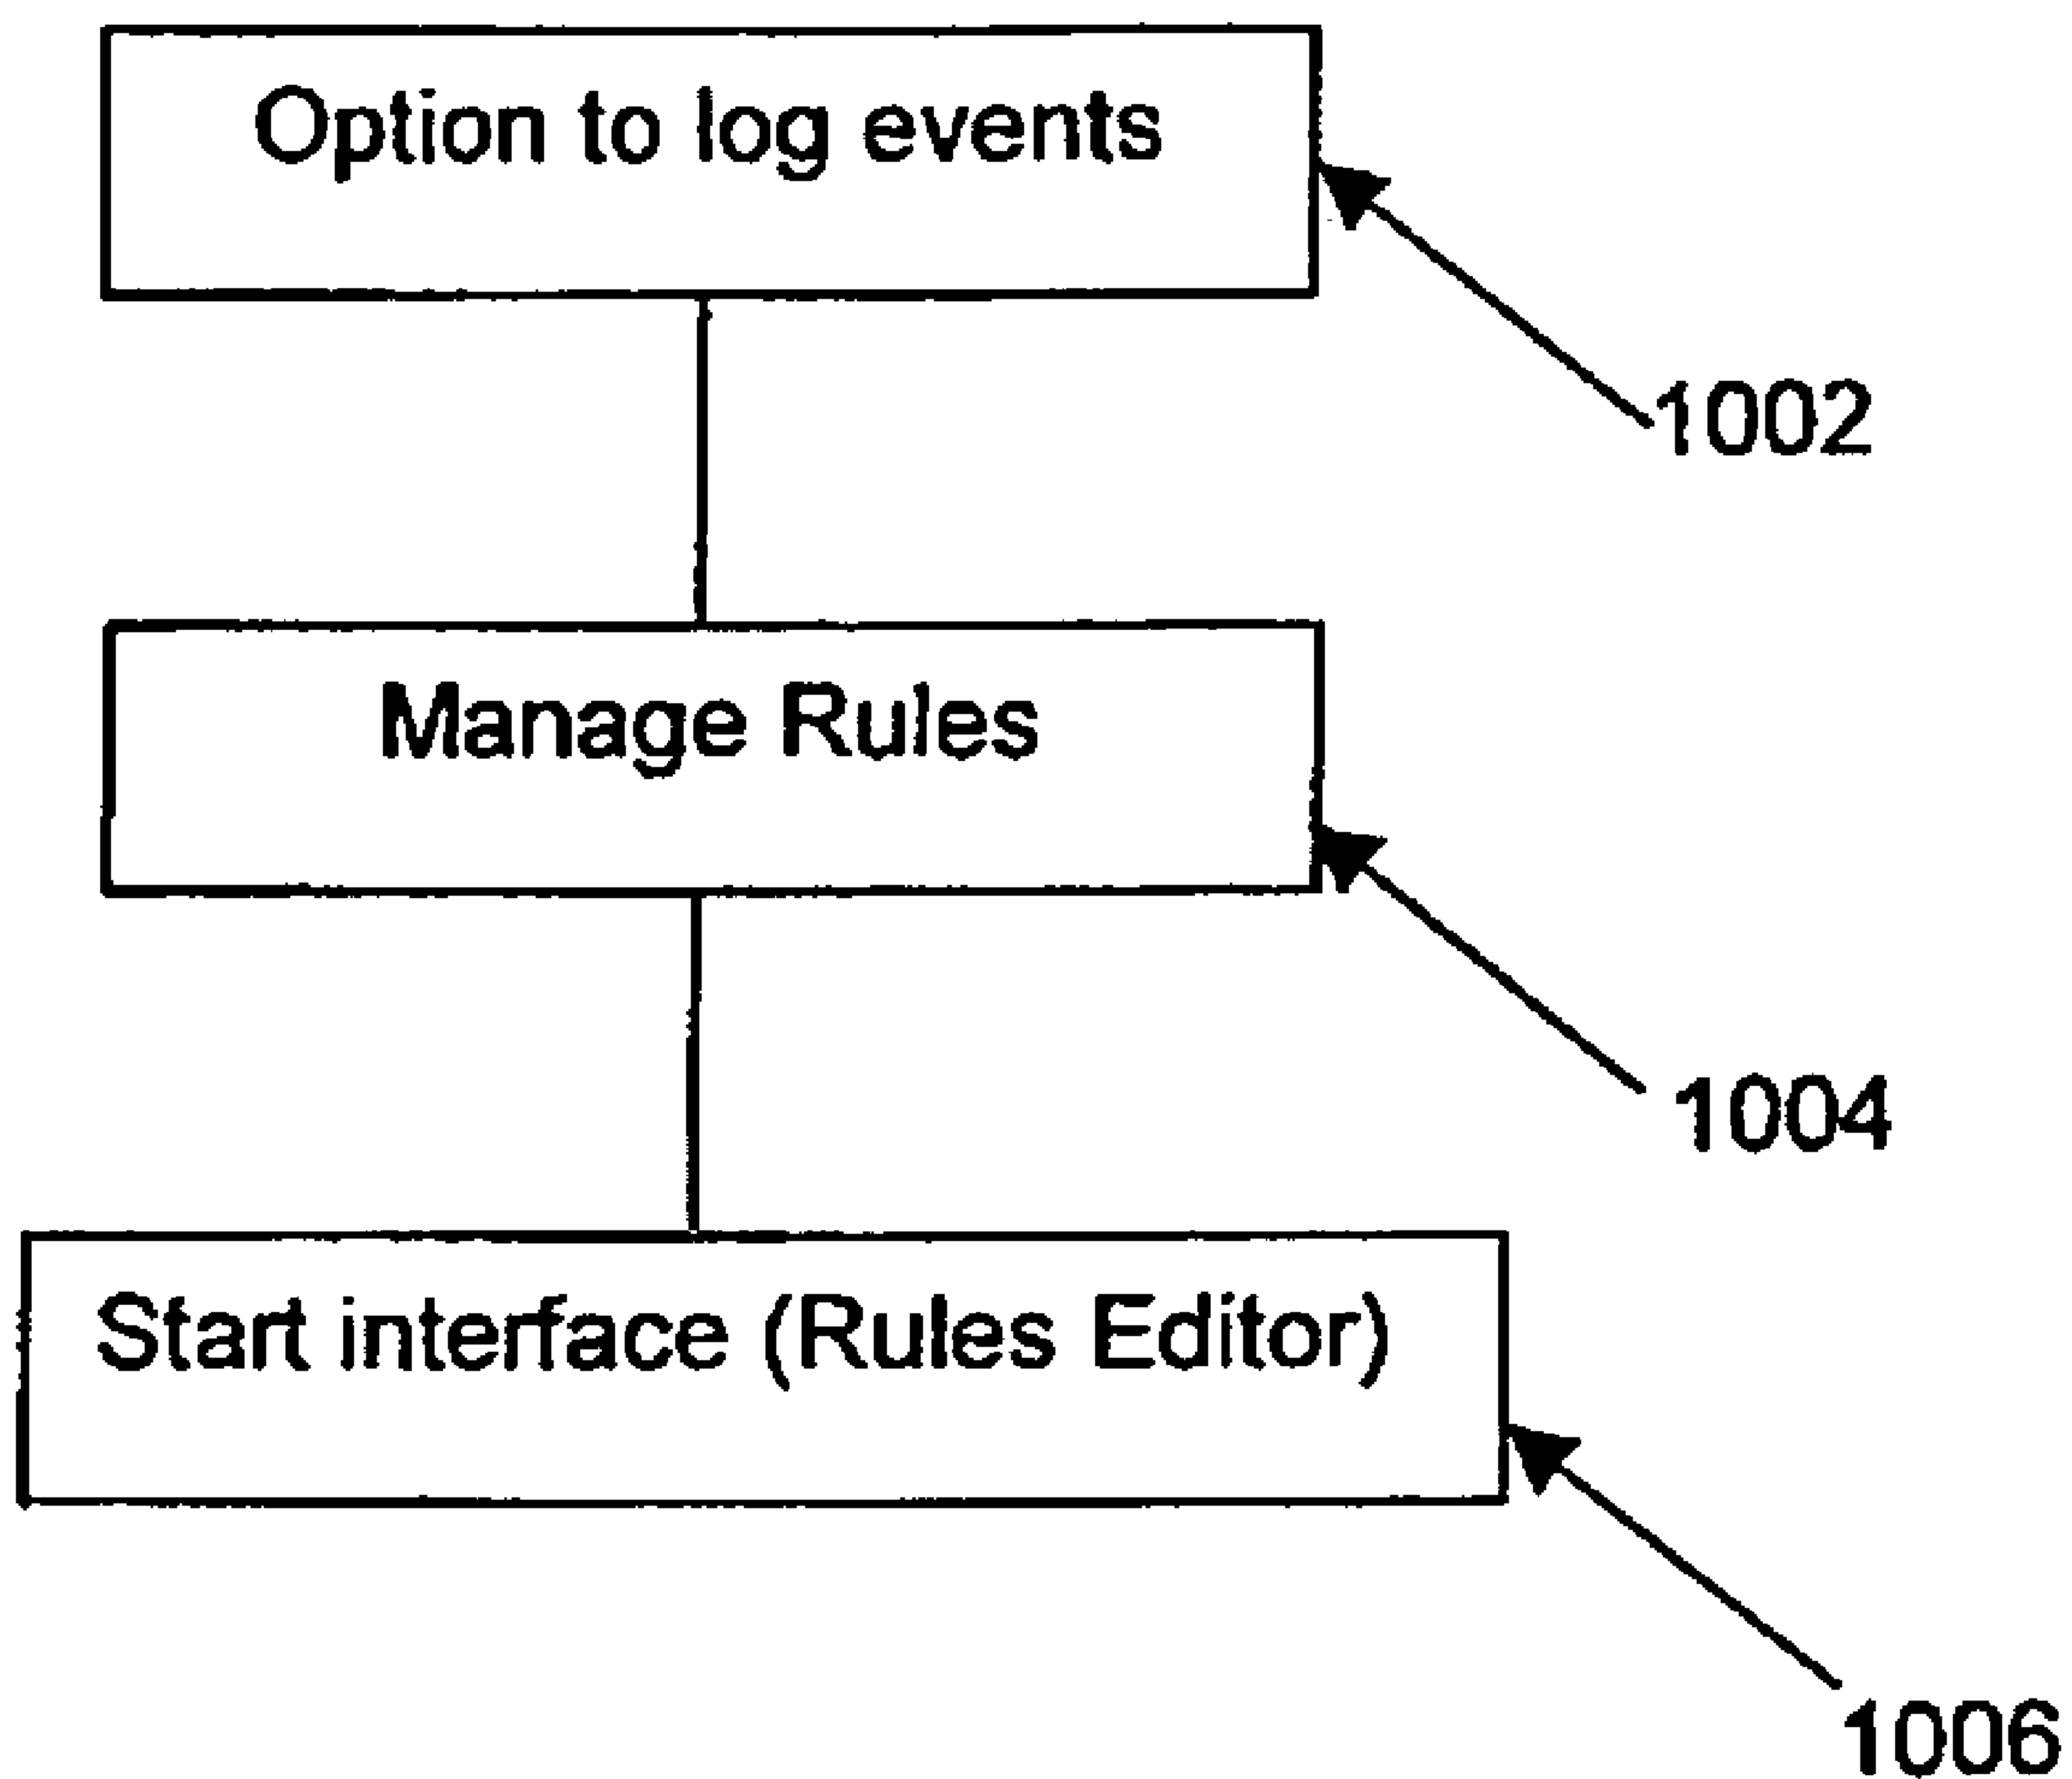 Option to log events
1002
Manage Rules
1004
Start interface (Rules Editor)
1006